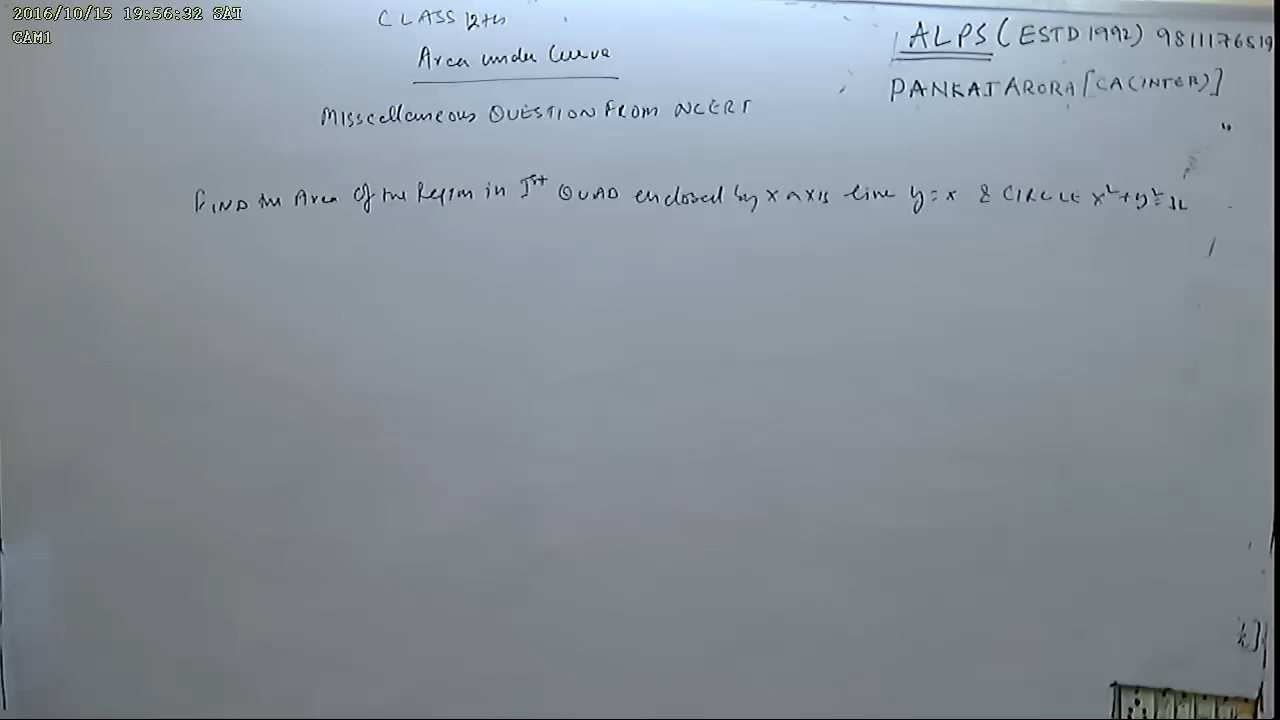 2016/10/15 19:56:32 SAT
CAM1
CLASS 12th
Area under Curve
Misscellaneous QUESTION FROM NCERT
ALPS (ESTD 1992) 9811176519
PANKAJ ARORA [CA(INTER)]
FIND the Area of the Region in Ist QUAD enclosed by x axis line y = x & CIRCLE x²+y²=